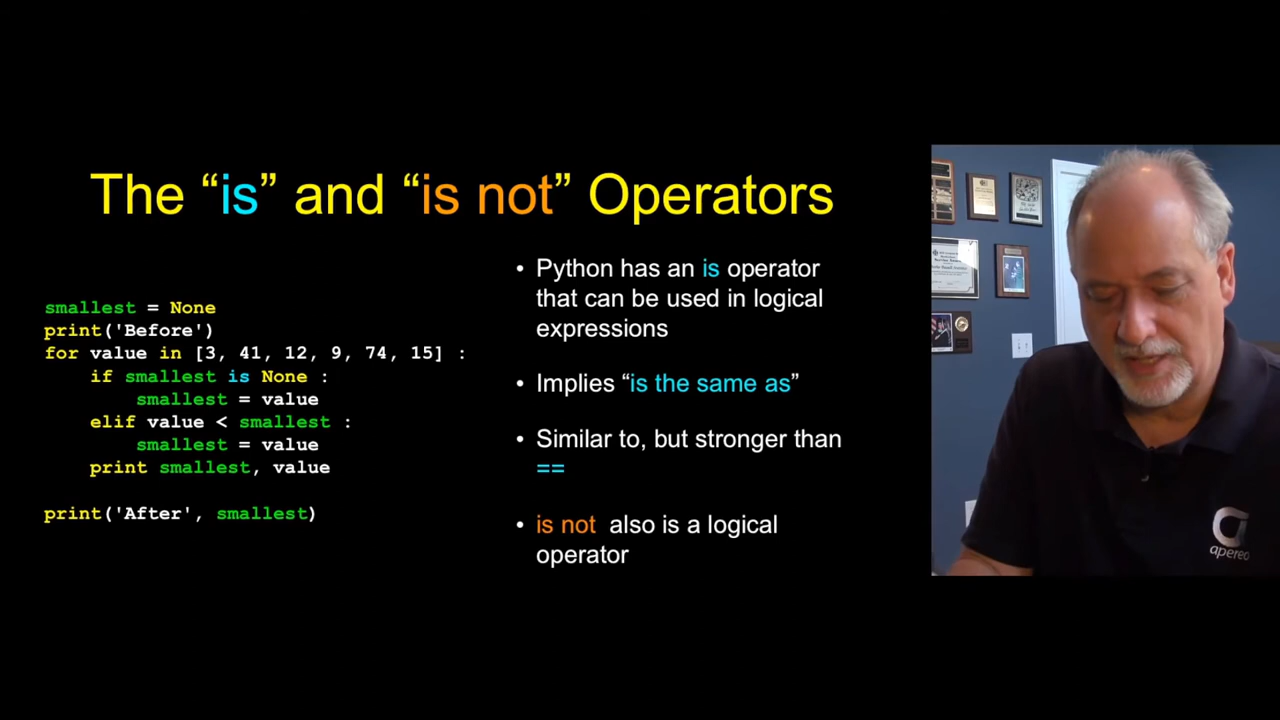 The “is” and “is not” Operators
smallest = None
print('Before')
for value in [3, 41, 12, 9, 74, 15] :
    if smallest is None :
        smallest = value
    elif value < smallest :
        smallest = value
    print smallest, value
print('After', smallest)
• Python has an is operator
that can be used in logical
expressions
• Implies “is the same as”
• Similar to, but stronger than
==
• is not  also is a logical
operator
apereo